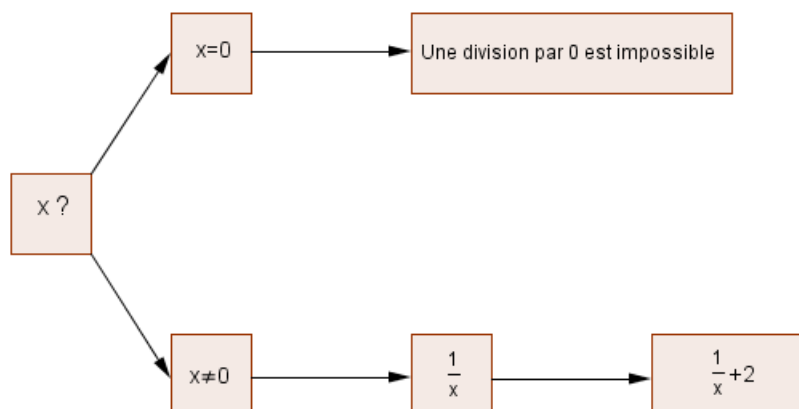 x=0
Une division par 0 est impossible
x ?
x≠0
1
x
1
x
+2